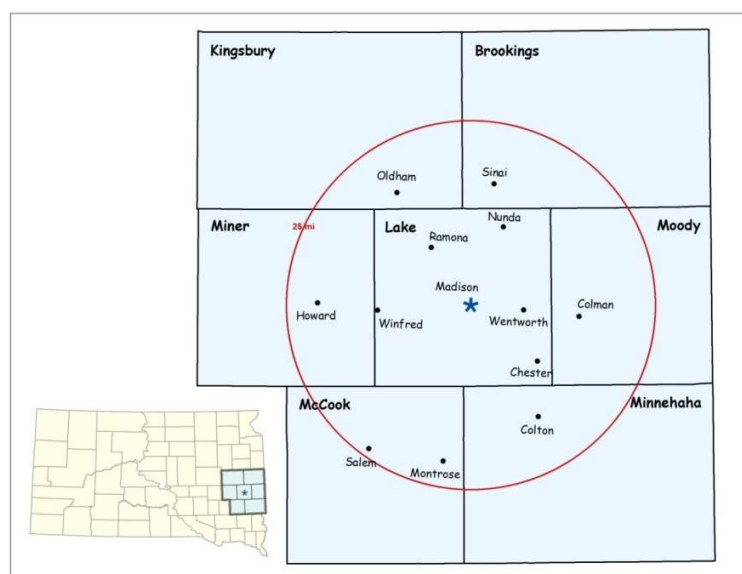 Kingsbury
Brookings
Oldham
Sinai
Miner
25 mi
Lake
Nunda
Moody
Ramona
Madison
Howard
Winfred
Wentworth
Colman
Chester
McCook
Minnehaha
Colton
Salem
Montrose